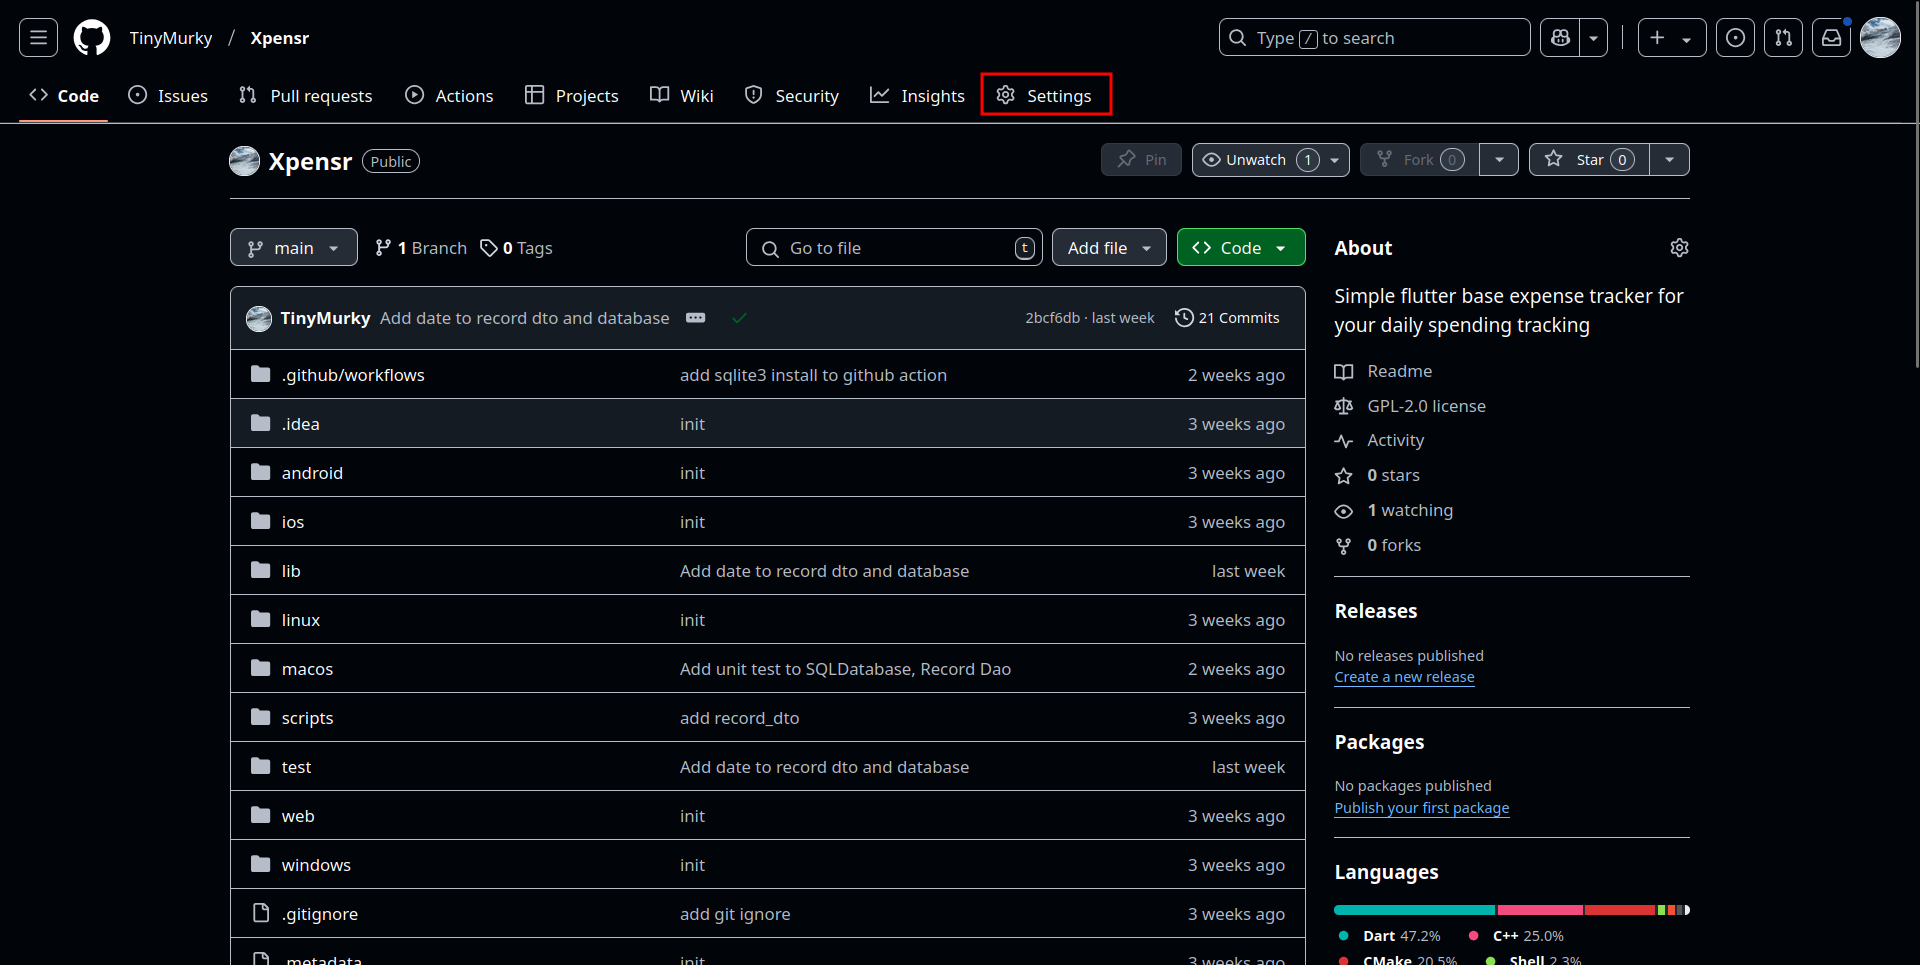 TinyMurky / Xpensr
Type / to search
Code Issues Pull requests Actions Projects Wiki Security Insights Settings
Xpensr Public
Pin Unwatch 1 Fork 0 Star 0
main 1 Branch 0 Tags Go to file t Add file Code
TinyMurky Add date to record dto and database 2bcf6db · last week 21 Commits
.github/workflows add sqlite3 install to github action 2 weeks ago
.idea init 3 weeks ago
android init 3 weeks ago
ios init 3 weeks ago
lib Add date to record dto and database last week
linux init 3 weeks ago
macos Add unit test to SQLDatabase, Record Dao 2 weeks ago
scripts add record_dto 3 weeks ago
test Add date to record dto and database last week
web init 3 weeks ago
windows init 3 weeks ago
.gitignore add git ignore 3 weeks ago
.metadata init 3 weeks ago
About
Simple flutter base expense tracker for
your daily spending tracking
Readme
GPL-2.0 license
Activity
0 stars
1 watching
0 forks
Releases
No releases published
Create a new release
Packages
No packages published
Publish your first package
Languages
Dart 47.2% C++ 25.0%
CMake 20.5% Shell 2.3%